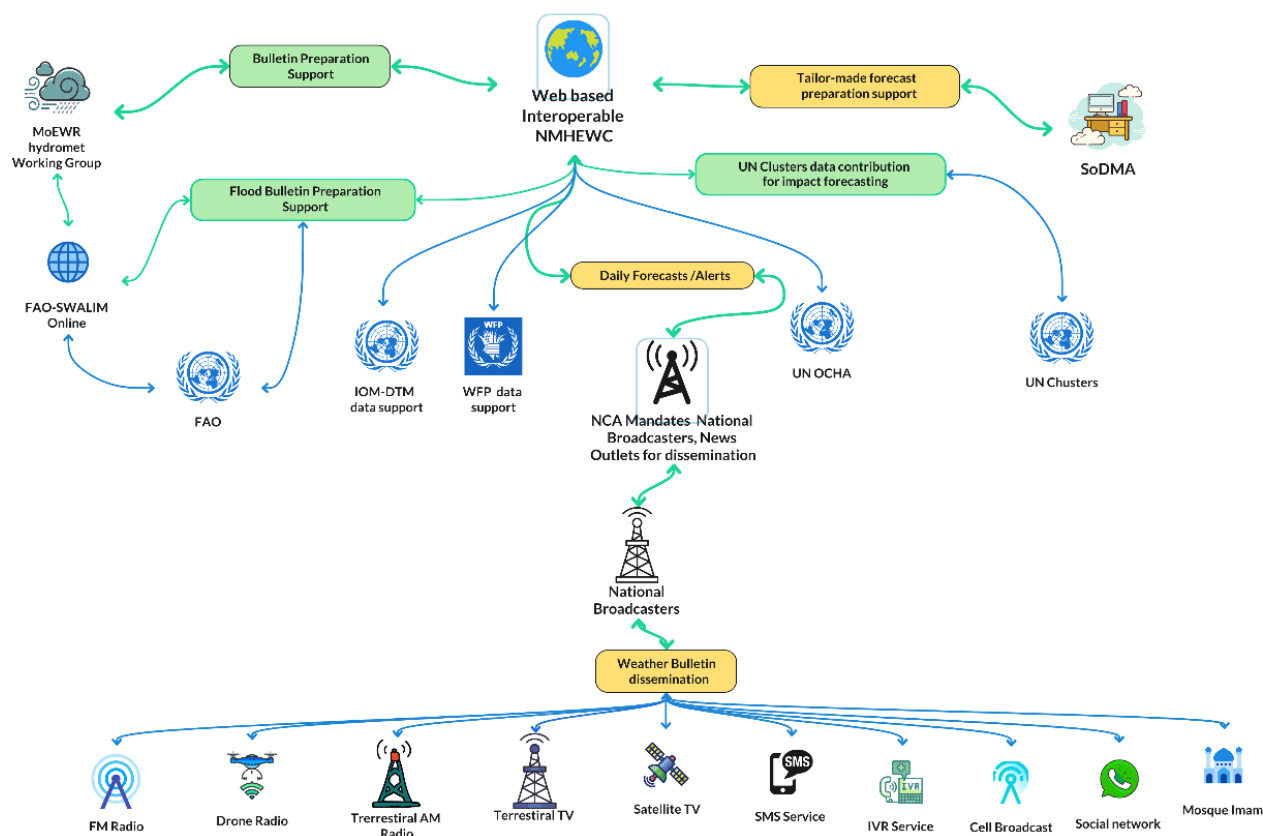 Bulletin Preparation
Support
Web based
Interoperable
NMHEWC
Tailor-made forecast
preparation support
MoEWR
hydromet
Working Group
SoDMA
Flood Bulletin Preparation
Support
UN Clusters data contribution
for impact forecasting
Daily Forecasts /Alerts
FAO-SWALIM
Online
WFP
FAO
IOM-DTM
data support
WFP data
support
UN OCHA
UN Chusters
NCA Mandates National
Broadcasters, News
Outlets for dissemination
National
Broadcasters
Weather Bulletin
dissemination
SMS
IVR
FM Radio
Drone Radio
Trerrestiral AM
Radio
Terrestiral TV
Satellite TV
SMS Service
IVR Service
Cell Broadcast
Social network
Mosque Imam